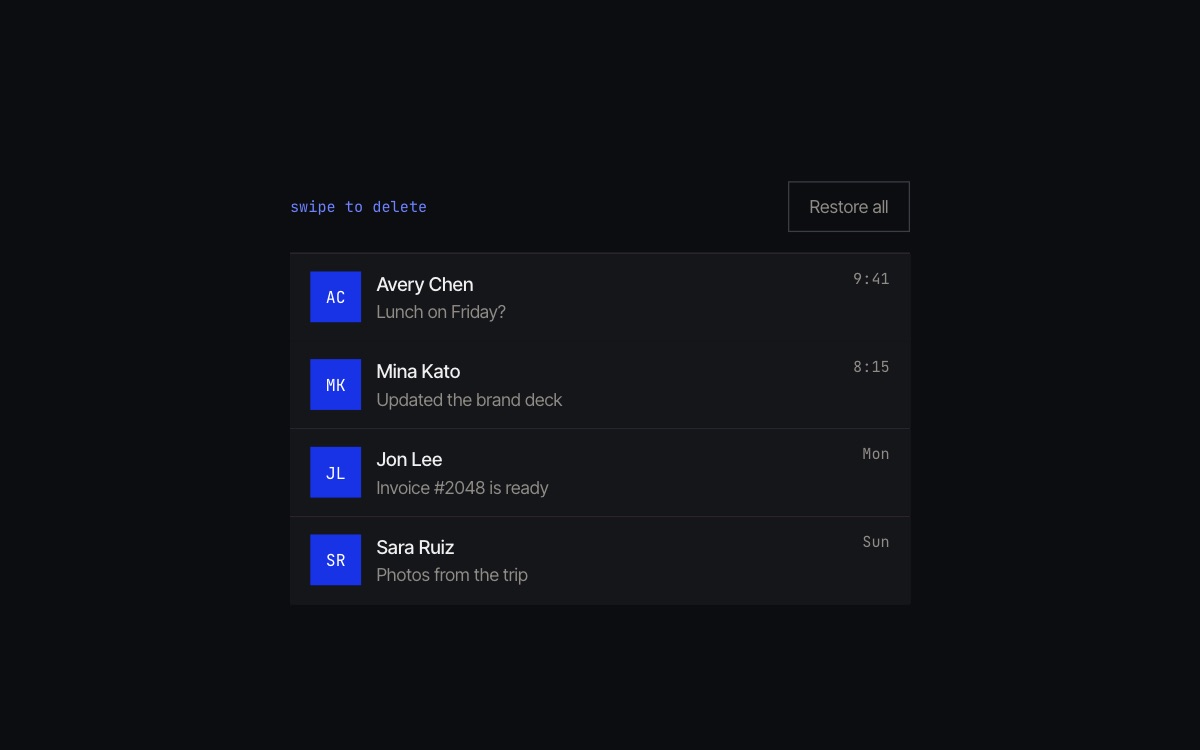 swipe to delete
Restore all
AC
Avery Chen
9:41
Lunch on Friday?
MK
Mina Kato
8:15
Updated the brand deck
JL
Jon Lee
Mon
Invoice #2048 is ready
SR
Sara Ruiz
Sun
Photos from the trip